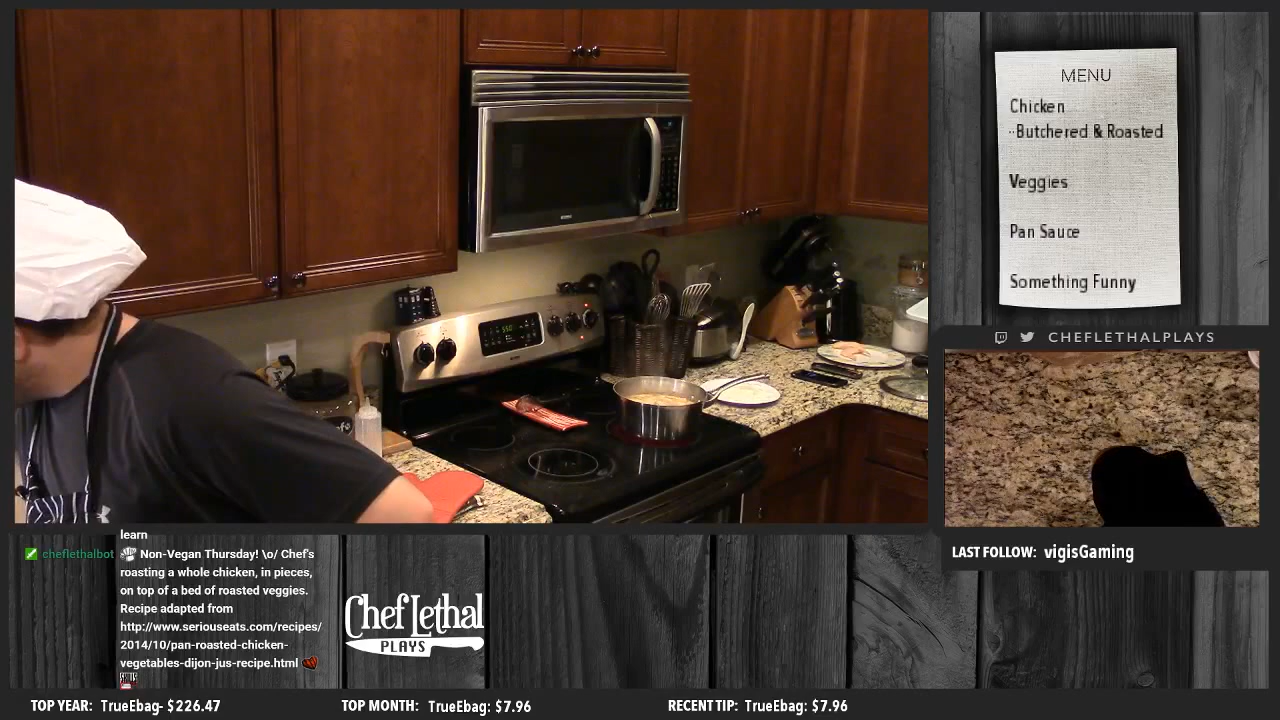 MENU
Chicken
--Butchered & Roasted
Veggies
Pan Sauce
Something Funny
CHEFLETHALPLAYS
LAST FOLLOW: vigisGaming
learn
cheflethalbot Non-Vegan Thursday! \o/ Chef's
roasting a whole chicken, in pieces,
on top of a bed of roasted veggies.
Recipe adapted from
http://www.seriouseats.com/recipes/
2014/10/pan-roasted-chicken-
vegetables-dijon-jus-recipe.html
Chef Lethal
PLAYS
TOP YEAR: TrueEbag- $226.47
TOP MONTH: TrueEbag: $7.96
RECENT TIP: TrueEbag: $7.96